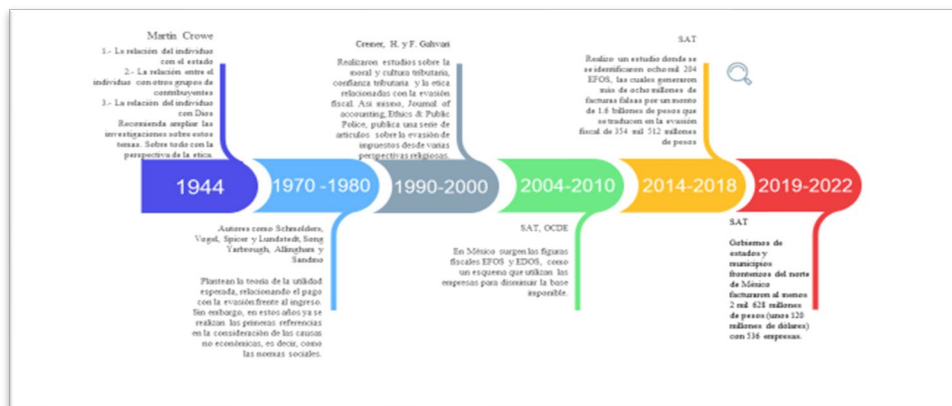 Martin Crowe
1.- La relación del individuo
con el estado
2.- La relación entre el
individuo con otros grupos de
contribuyentes
3.- La relación del individuo
con Dios
Recomienda ampliar las
investigaciones sobre estos
temas. Sobre todo con la
perspectiva de la etica.
Cremer, H. y F. Gahvari
Realizaron estudios sobre la
moral y cultura tributaria,
confianza tributaria y la etica
relacionadas con la evasión
fiscal. Asi mismo, Journal of
accounting, Ethics & Public
Police, publica una serie de
articulos sobre la evasión de
impuestos desde varias
perspectivas religiosas.
SAT
Realizo un estudio donde se
se identificaron ocho mil 204
EFOS, las cuales generaron
más de ocho millones de
facturas falsas por un monto
de 1.6 billones de pesos que
se traducen en la evasión
fiscal de 354 mil 512 millones
de pesos
1944
1970 -1980
1990-2000
2004-2010
2014-2018
2019-2022
Autores como Schmolders,
Vogel, Spicer y Lundstedt, Song
Yarbrough, Allingham y
Sandmo
Plantean la teoría de la utilidad
esperada, relacionando el pago
con la evasión frente al ingreso.
Sin embargo, en estos años ya se
realizan las primeras referencias
en la consideración de las causas
no económicas, es decir, como
las normas sociales.
SAT, OCDE
En México surgen las figuras
fiscales EFOS y EDOS, como
un esquema que utilizan las
empresas para disminuir la base
imponible.
SAT
Gobiernos de
estados y
municipios
fronterizos del norte
de México
facturaron al menos
2 mil 628 millones
de pesos (unos 120
millones de dólares)
con 536 empresas.